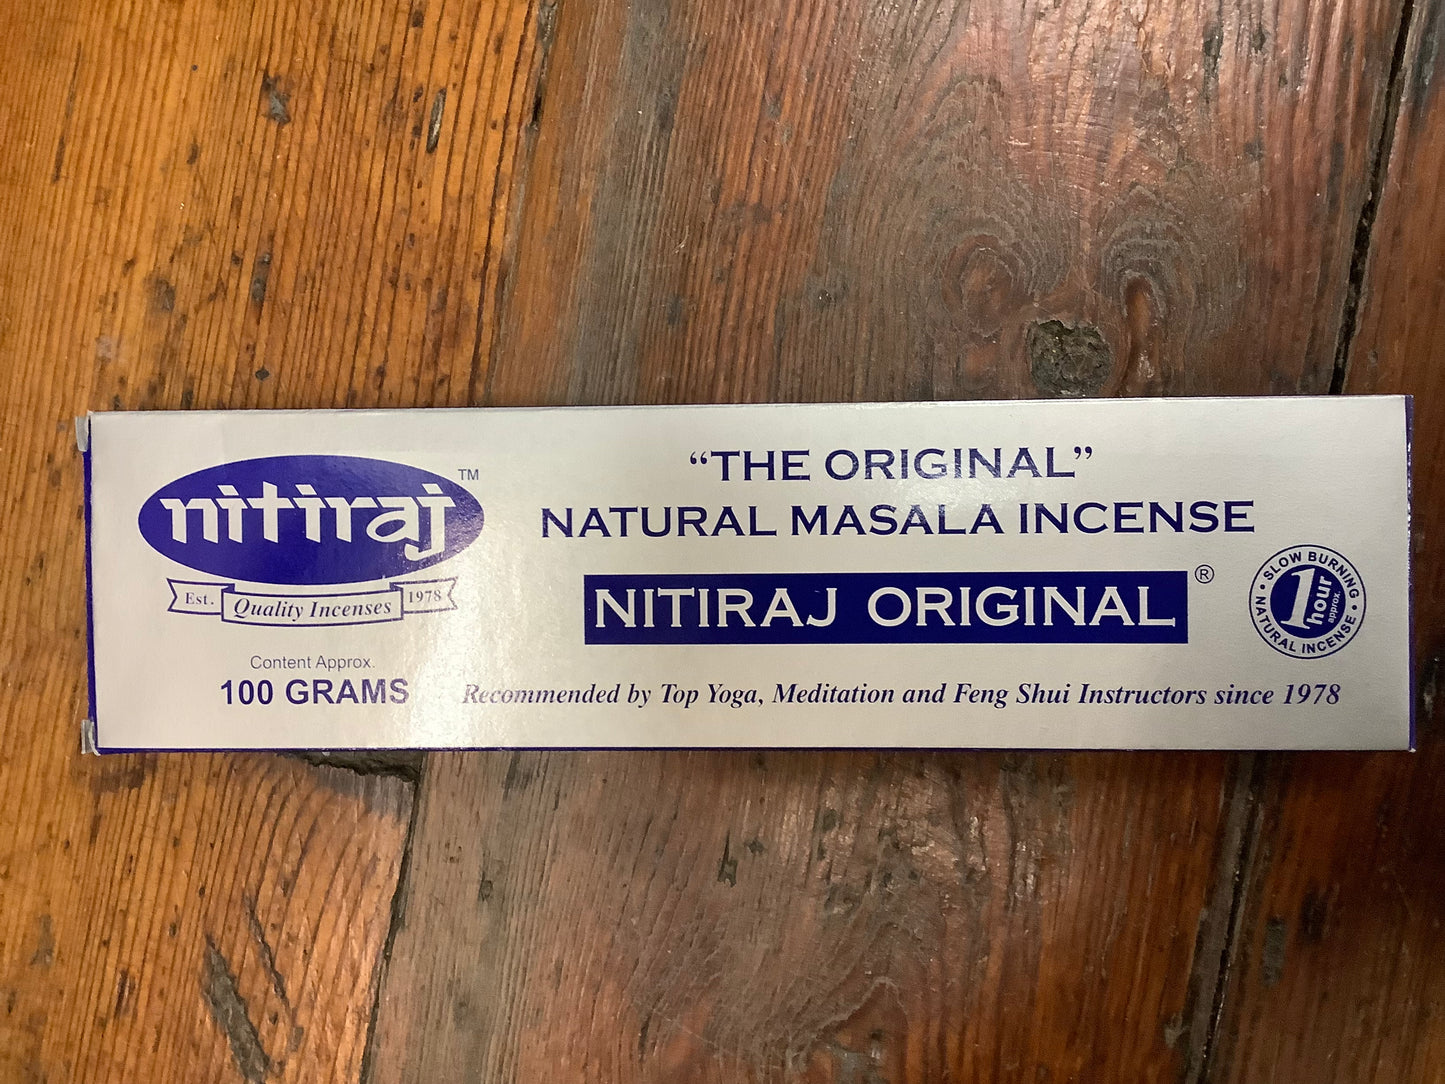 nitiraj TM
Est. Quality Incenses 1978
Content Approx.
100 GRAMS
“THE ORIGINAL”
NATURAL MASALA INCENSE
NITIRAJ ORIGINAL ®
Recommended by Top Yoga, Meditation and Feng Shui Instructors since 1978
• SLOW BURNING •
1 hour approx.
NATURAL INCENSE